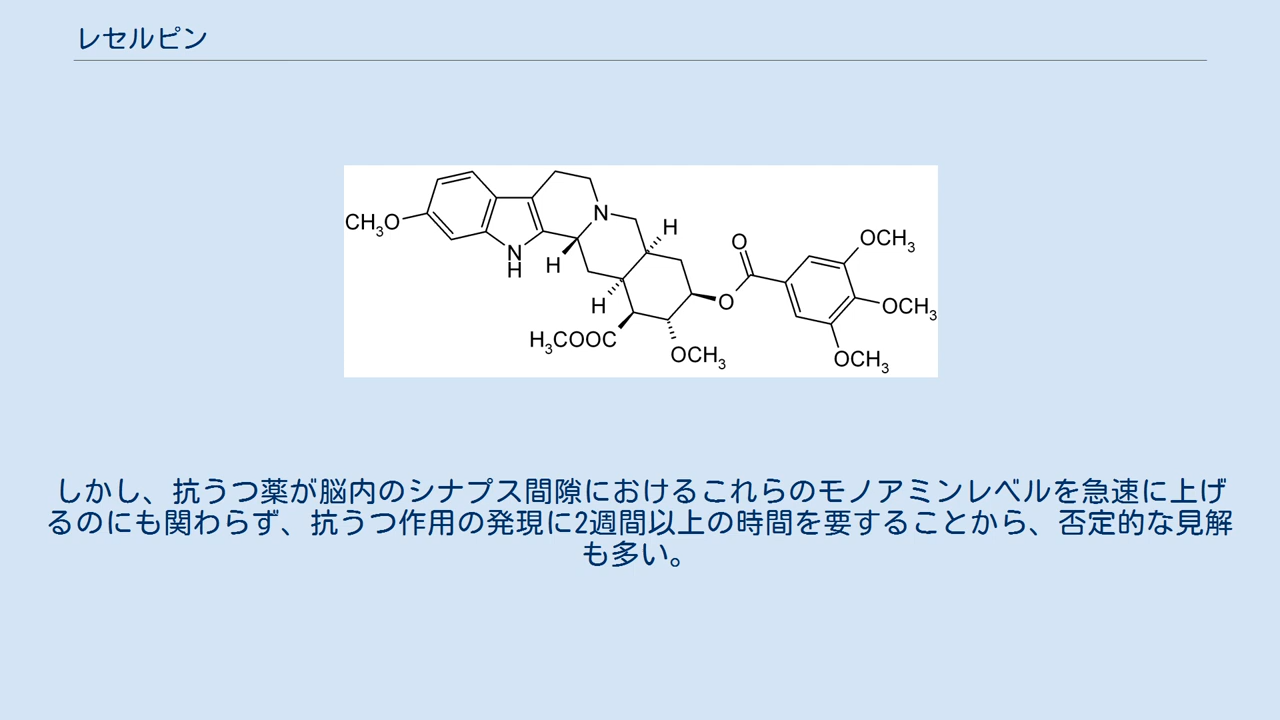 レセルピン
CH₃O
N
H
N
H
H
H
O
O
OCH₃
OCH₃
OCH₃
H₃COOC
OCH₃
しかし、抗うつ薬が脳内のシナプス間隙におけるこれらのモノアミンレベルを急速に上げ
るのにも関わらず、抗うつ作用の発現に2週間以上の時間を要することから、否定的な見解
も多い。